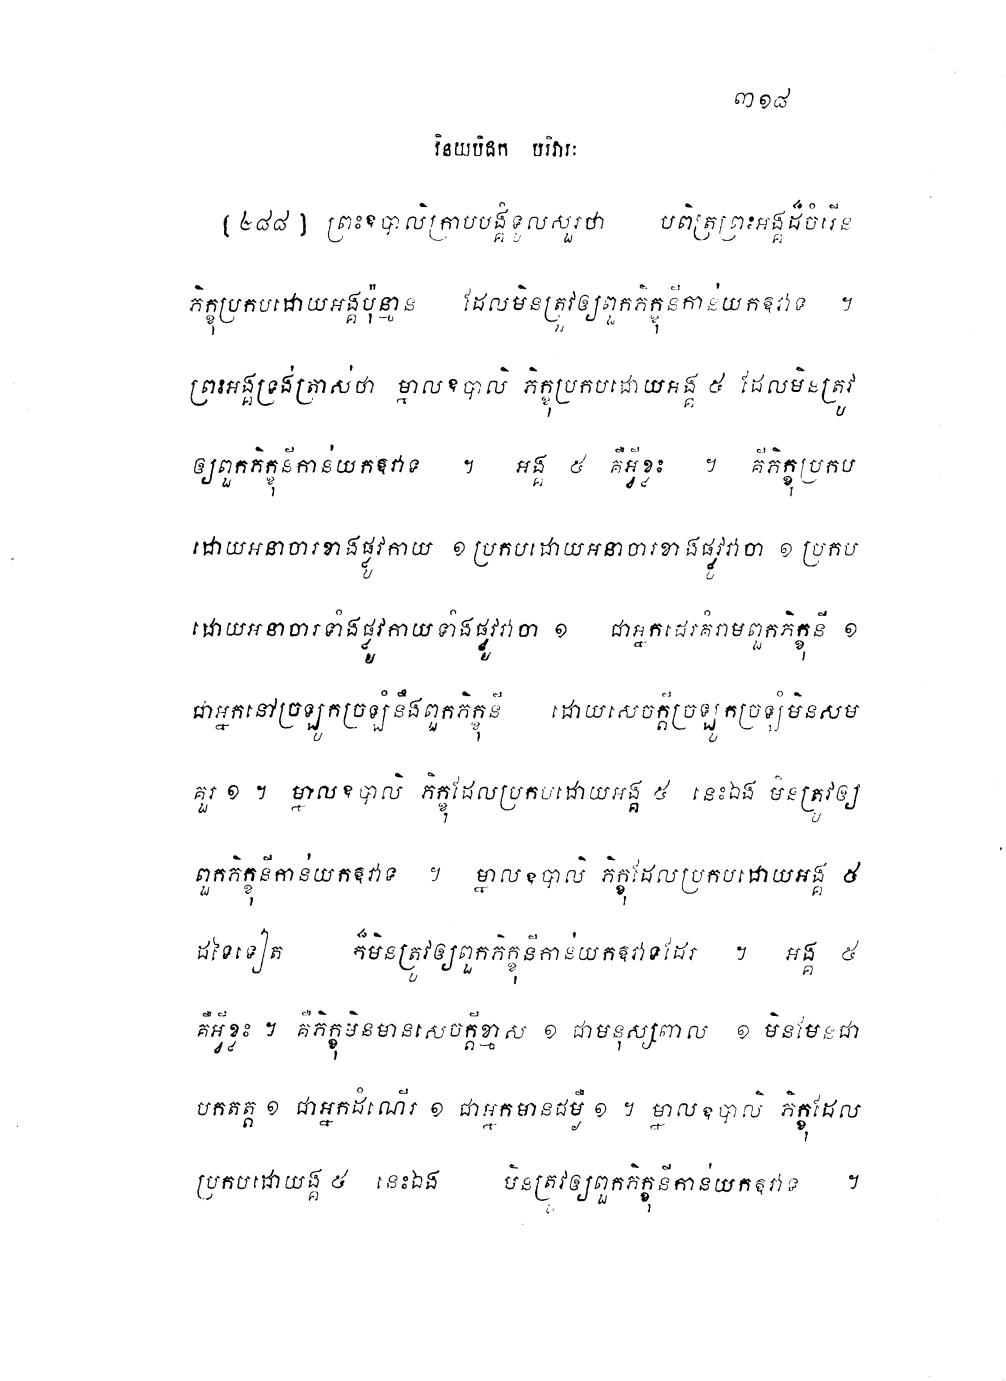 ៣១៨
វិនយបិដក បរិវារៈ
[៤៨៨] ព្រះឧបាលិក្រាបបង្គំទូលសួរថា បពិត្រព្រះអង្គដ៏ចំរើន
ភិក្ខុប្រកបដោយអង្គប៉ុន្មាន ដែលមិនត្រូវឲ្យពួកភិក្ខុនីកាន់យកឱវាទ ។
ព្រះអង្គទ្រង់ត្រាស់ថា ម្នាលឧបាលិ ភិក្ខុប្រកបដោយអង្គ ៥ ដែលមិនត្រូវ
ឲ្យពួកភិក្ខុនីកាន់យកឱវាទ ។ អង្គ ៥ គឺអ្វីខ្លះ ។ គឺភិក្ខុប្រកប
ដោយអនាចារខាងផ្លូវកាយ ១ ប្រកបដោយអនាចារខាងផ្លូវវាចា ១ ប្រកប
ដោយអនាចារទាំងផ្លូវកាយទាំងផ្លូវវាចា ១ ជាអ្នកជេរគំរាមពួកភិក្ខុនី ១
ជាអ្នកនៅច្រឡូកច្រឡំនឹងពួកភិក្ខុនី ដោយសេចក្តីច្រឡូកច្រឡំមិនសម
គួរ ១ ។ ម្នាលឧបាលិ ភិក្ខុដែលប្រកបដោយអង្គ ៥ នេះឯង មិនត្រូវឲ្យ
ពួកភិក្ខុនីកាន់យកឱវាទ ។ ម្នាលឧបាលិ ភិក្ខុដែលប្រកបដោយអង្គ ៥
ដទៃទៀត ក៏មិនត្រូវឲ្យពួកភិក្ខុនីកាន់យកឱវាទដែរ ។ អង្គ ៥
គឺអ្វីខ្លះ ។ គឺភិក្ខុមិនមានសេចក្តីខ្មាស ១ ជាមនុស្សពាល ១ មិនមែនជា
បកតត្ត ១ ជាអ្នកដំណើរ ១ ជាអ្នកមានជម្ងឺ ១ ។ ម្នាលឧបាលិ ភិក្ខុដែល
ប្រកបដោយង្គ ៥ នេះឯង មិនត្រូវឲ្យពួកភិក្ខុនីកាន់យកឱវាទ ។